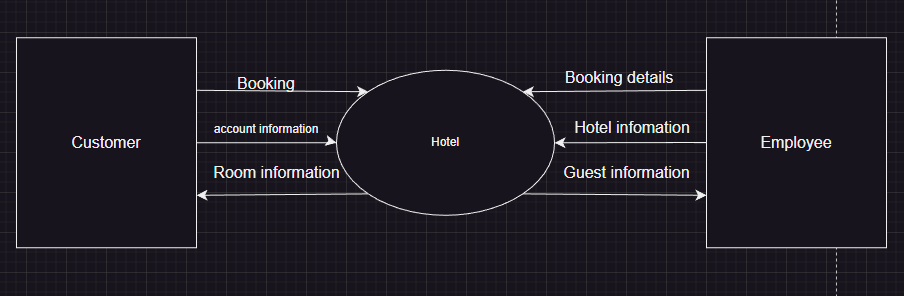 Booking
Booking details
Customer
account information
Hotel
Hotel infomation
Employee
Room information
Guest information